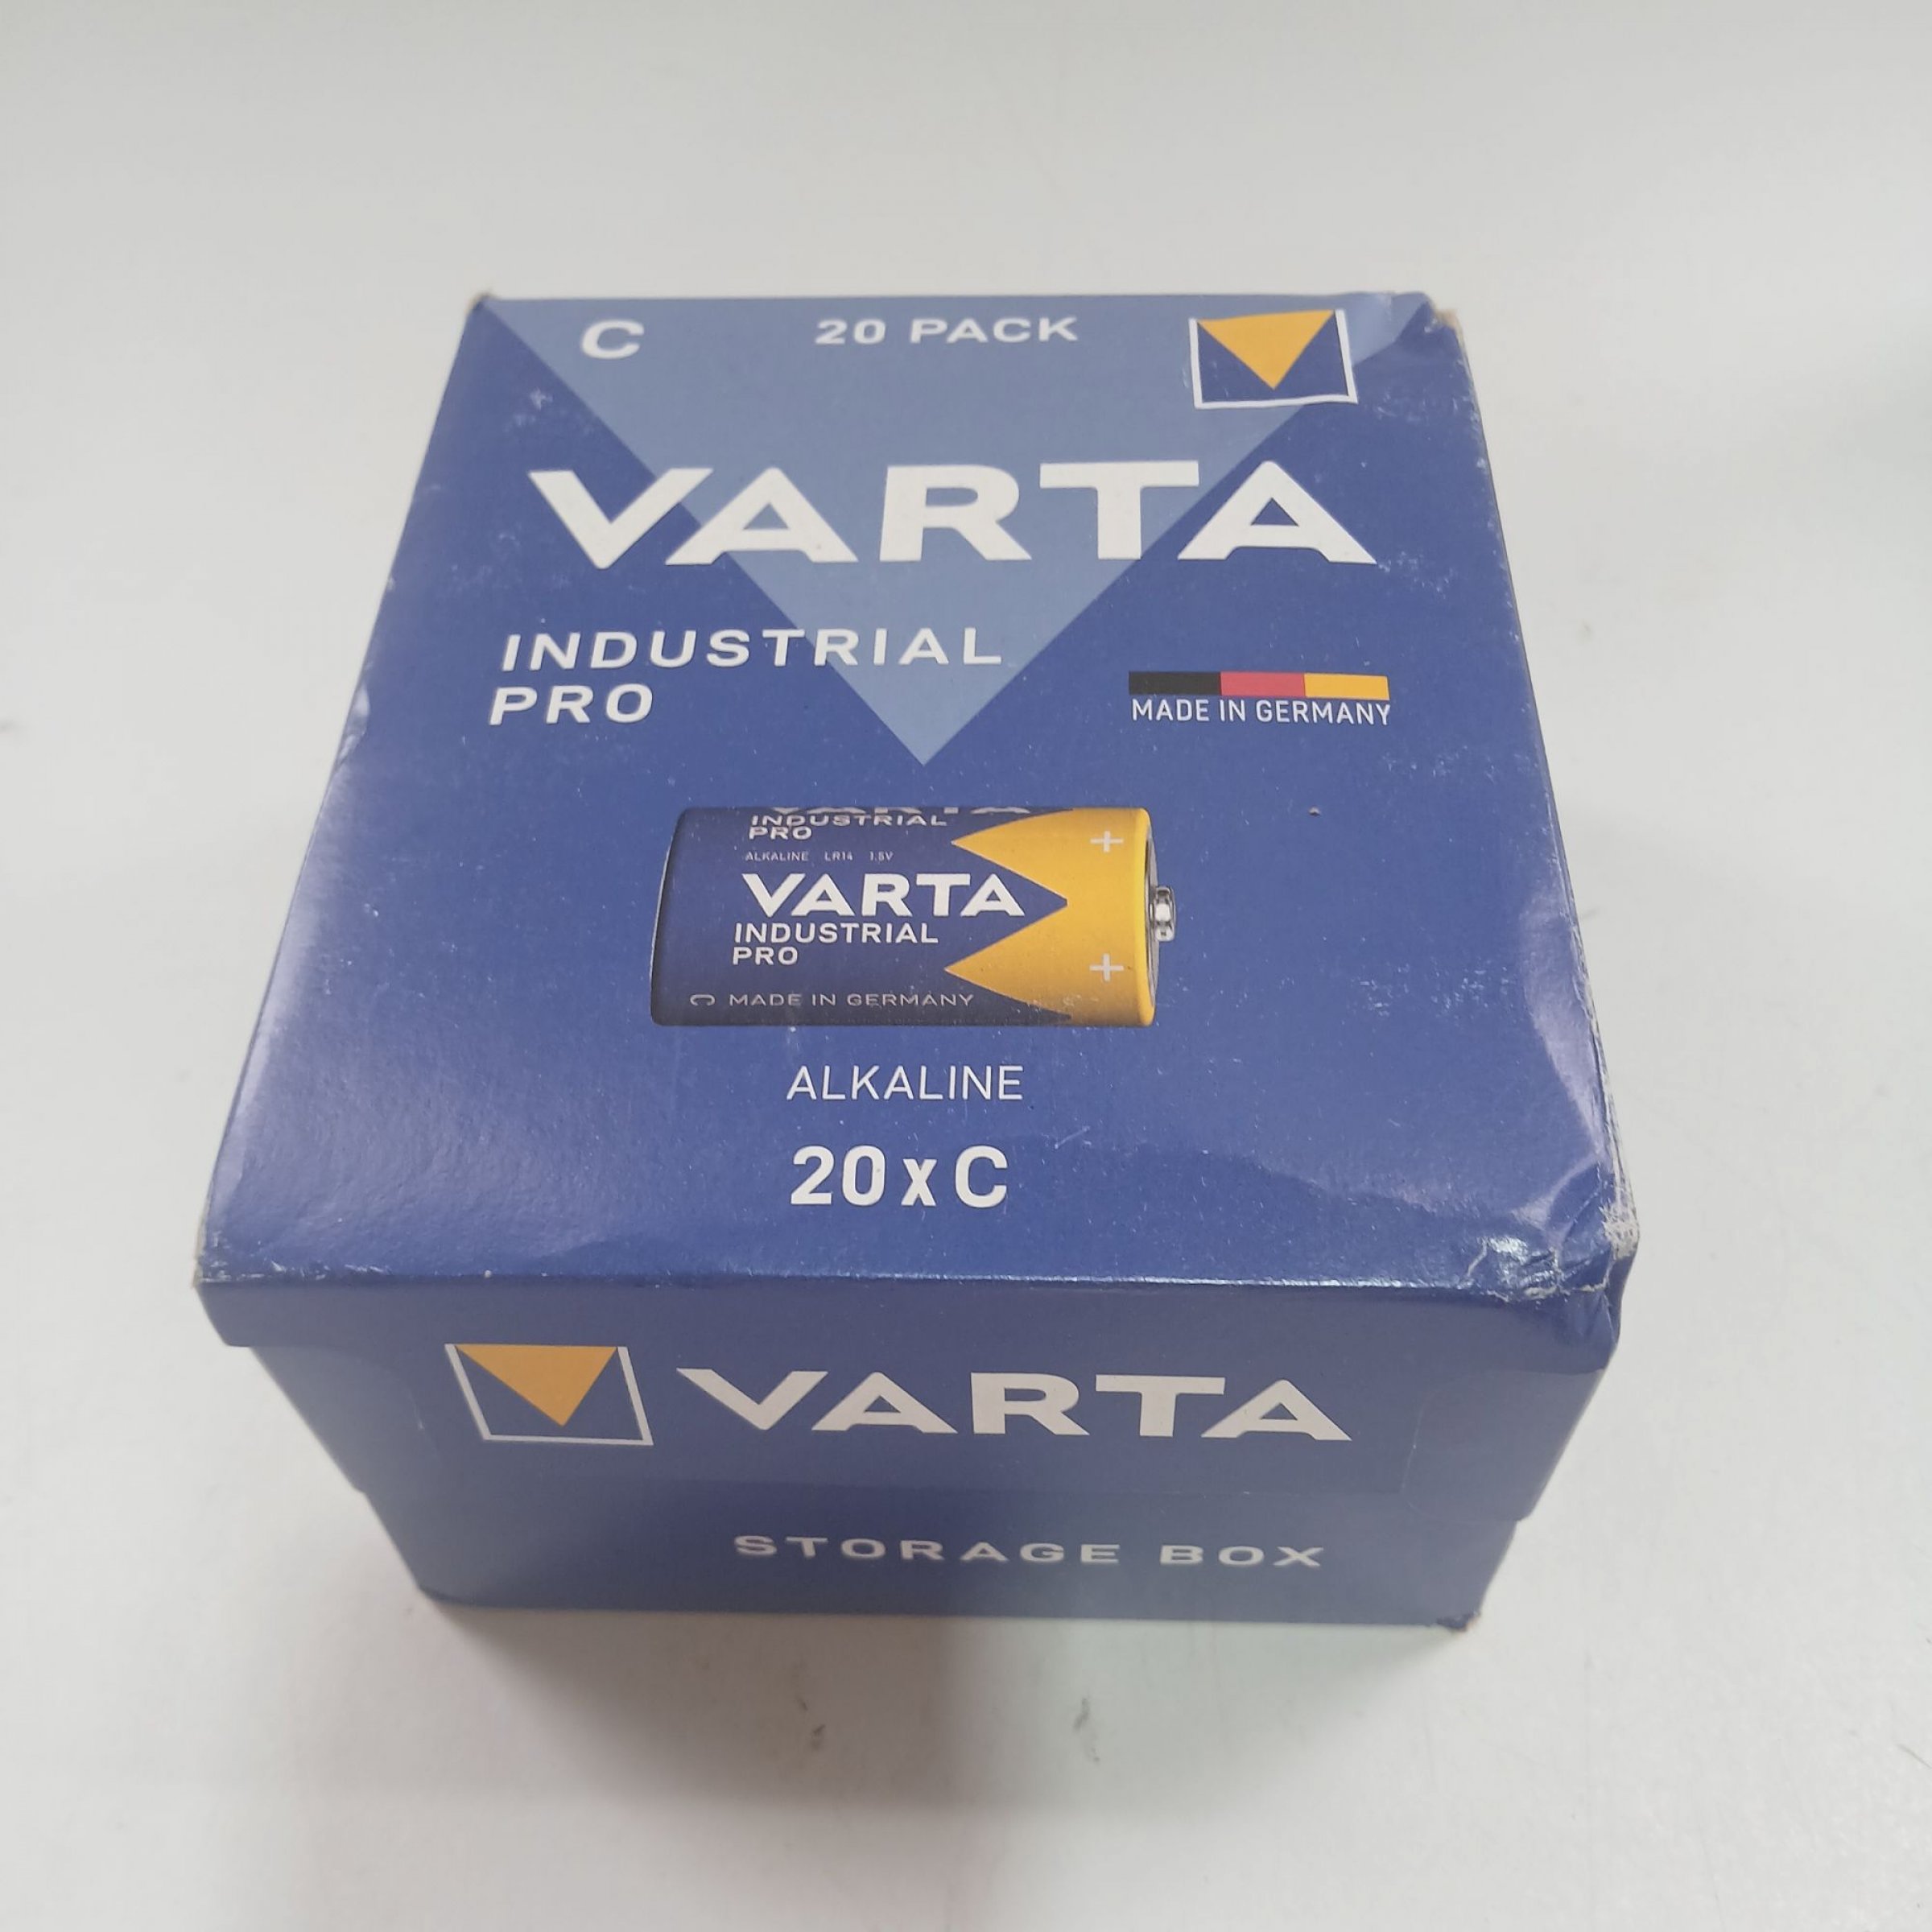 C 20 PACK
VARTA
INDUSTRIAL
PRO
MADE IN GERMANY
INDUSTRIAL
PRO
ALKALINE LR14 1.5V
VARTA
INDUSTRIAL
PRO
C MADE IN GERMANY
+
+
ALKALINE
20 x C
VARTA
STORAGE BOX